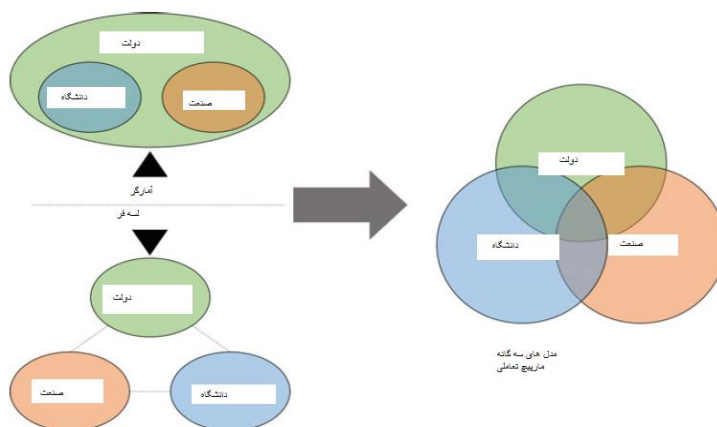 دولت
دانشگاه
صنعت
آمارگر
لسه فر
دولت
صنعت
دانشگاه
دولت
دانشگاه
صنعت
مدل های سه گانه
مارپیچ تعاملی